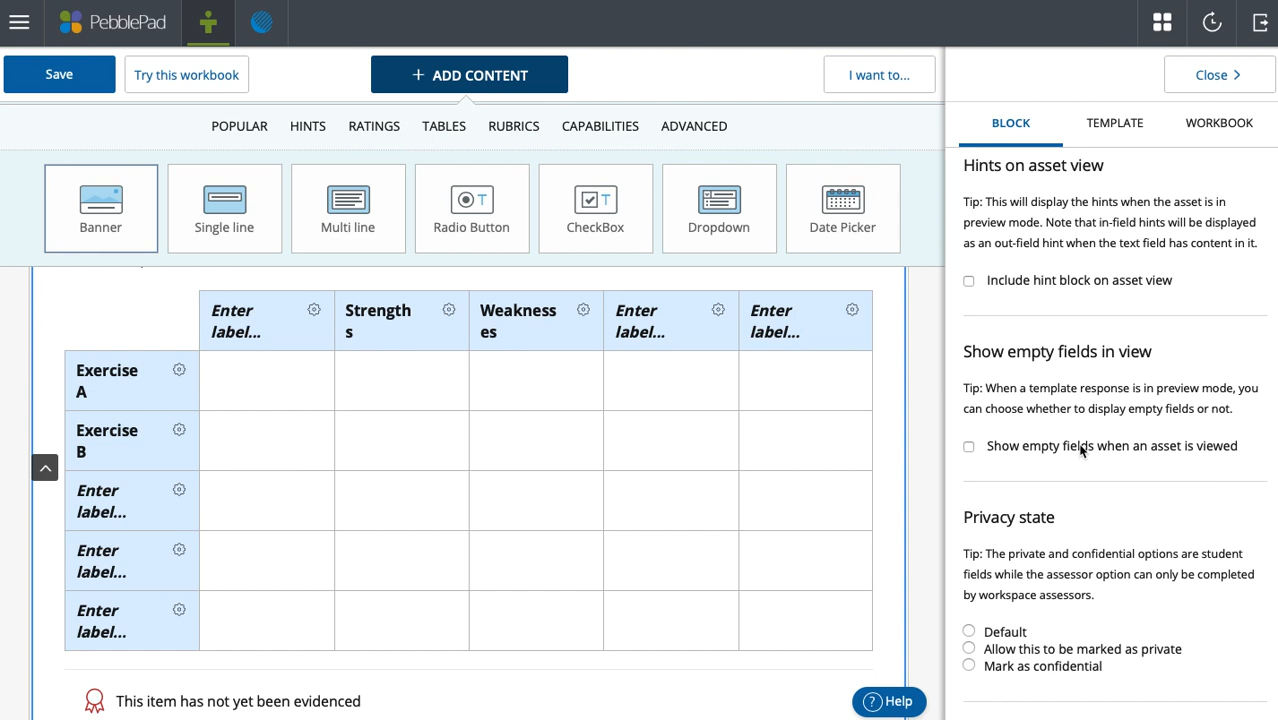 PebblePad
Save
Try this workbook
+ ADD CONTENT
I want to...
Close >
POPULAR HINTS RATINGS TABLES RUBRICS CAPABILITIES ADVANCED
BLOCK TEMPLATE WORKBOOK
Banner
Single line
Multi line
Radio Button
CheckBox
Dropdown
Date Picker
Enter
label...
Strength
s
Weakness
es
Enter
label...
Enter
label...
Exercise
A
Exercise
B
Enter
label...
Enter
label...
Enter
label...
This item has not yet been evidenced
? Help
Hints on asset view
Tip: This will display the hints when the asset is in
preview mode. Note that in-field hints will be displayed
as an out-field hint when the text field has content in it.
Include hint block on asset view
Show empty fields in view
Tip: When a template response is in preview mode, you
can choose whether to display empty fields or not.
Show empty fields when an asset is viewed
Privacy state
Tip: The private and confidential options are student
fields while the assessor option can only be completed
by workspace assessors.
Default
Allow this to be marked as private
Mark as confidential